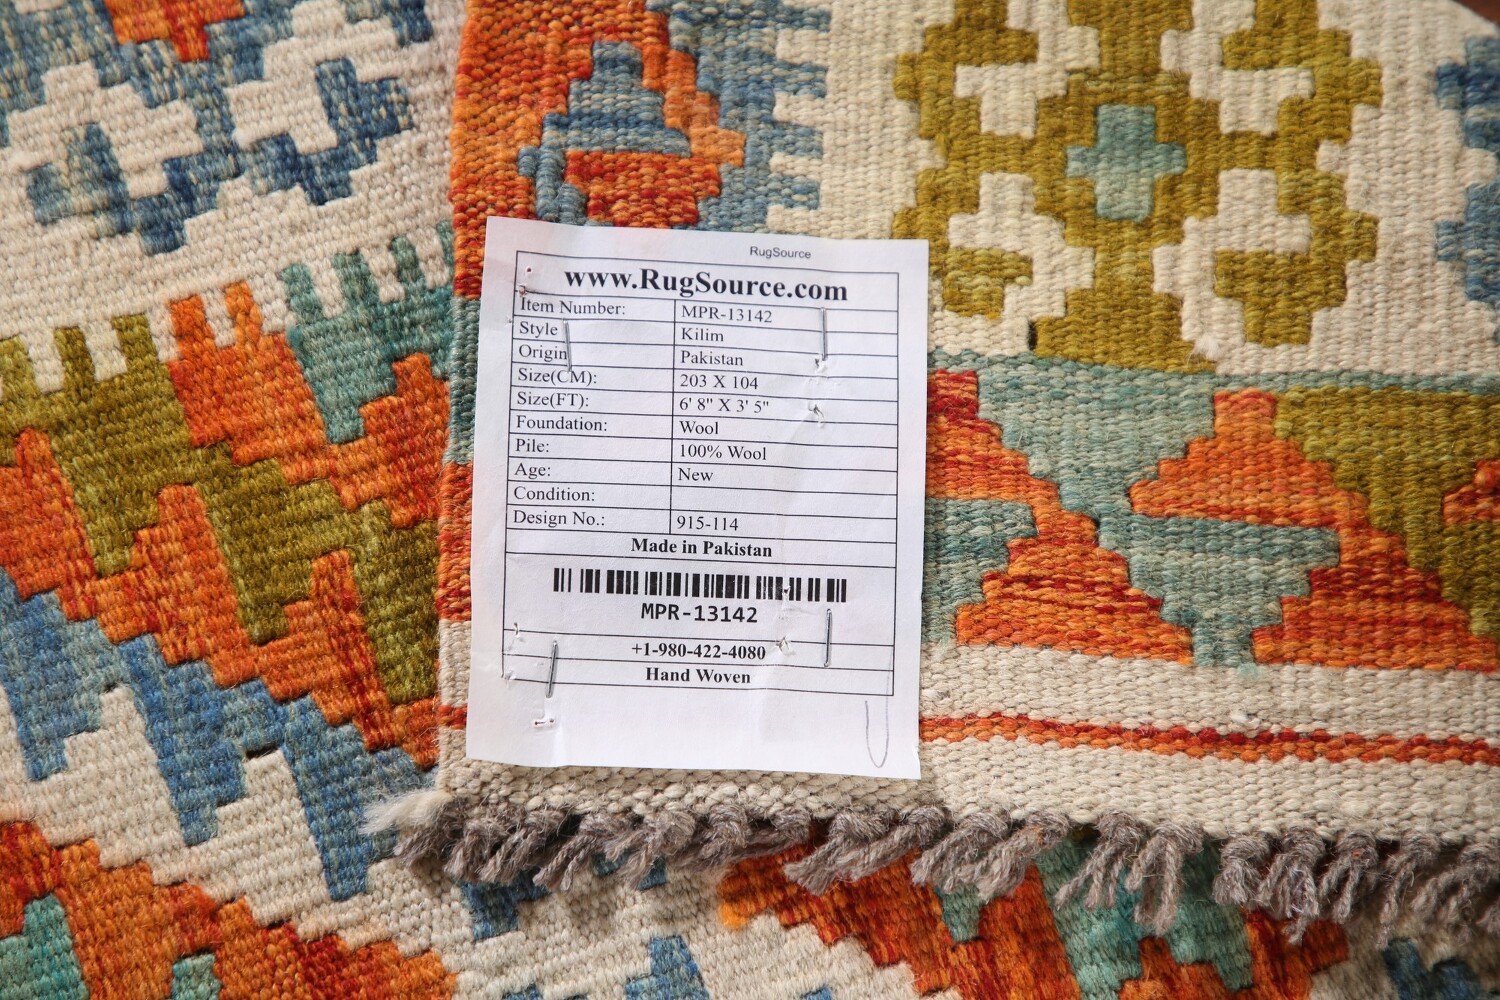 RugSource
www.RugSource.com
Item Number: MPR-13142
Style Kilim
Origin Pakistan
Size(CM): 203 X 104
Size(FT): 6' 8" X 3' 5"
Foundation: Wool
Pile: 100% Wool
Age: New
Condition:
Design No.: 915-114
Made in Pakistan
MPR-13142
+1-980-422-4080
Hand Woven